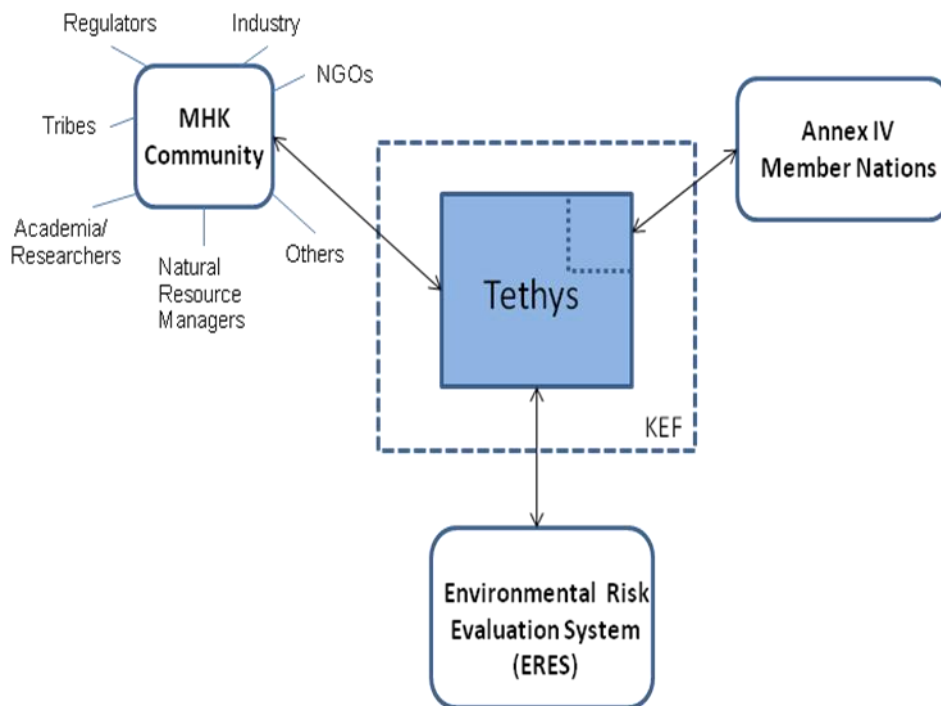 Regulators
Industry
NGOs
Tribes
MHK
Community
Academia/
Researchers
Natural
Resource
Managers
Others
Annex IV
Member Nations
Tethys
KEF
Environmental Risk
Evaluation System
(ERES)